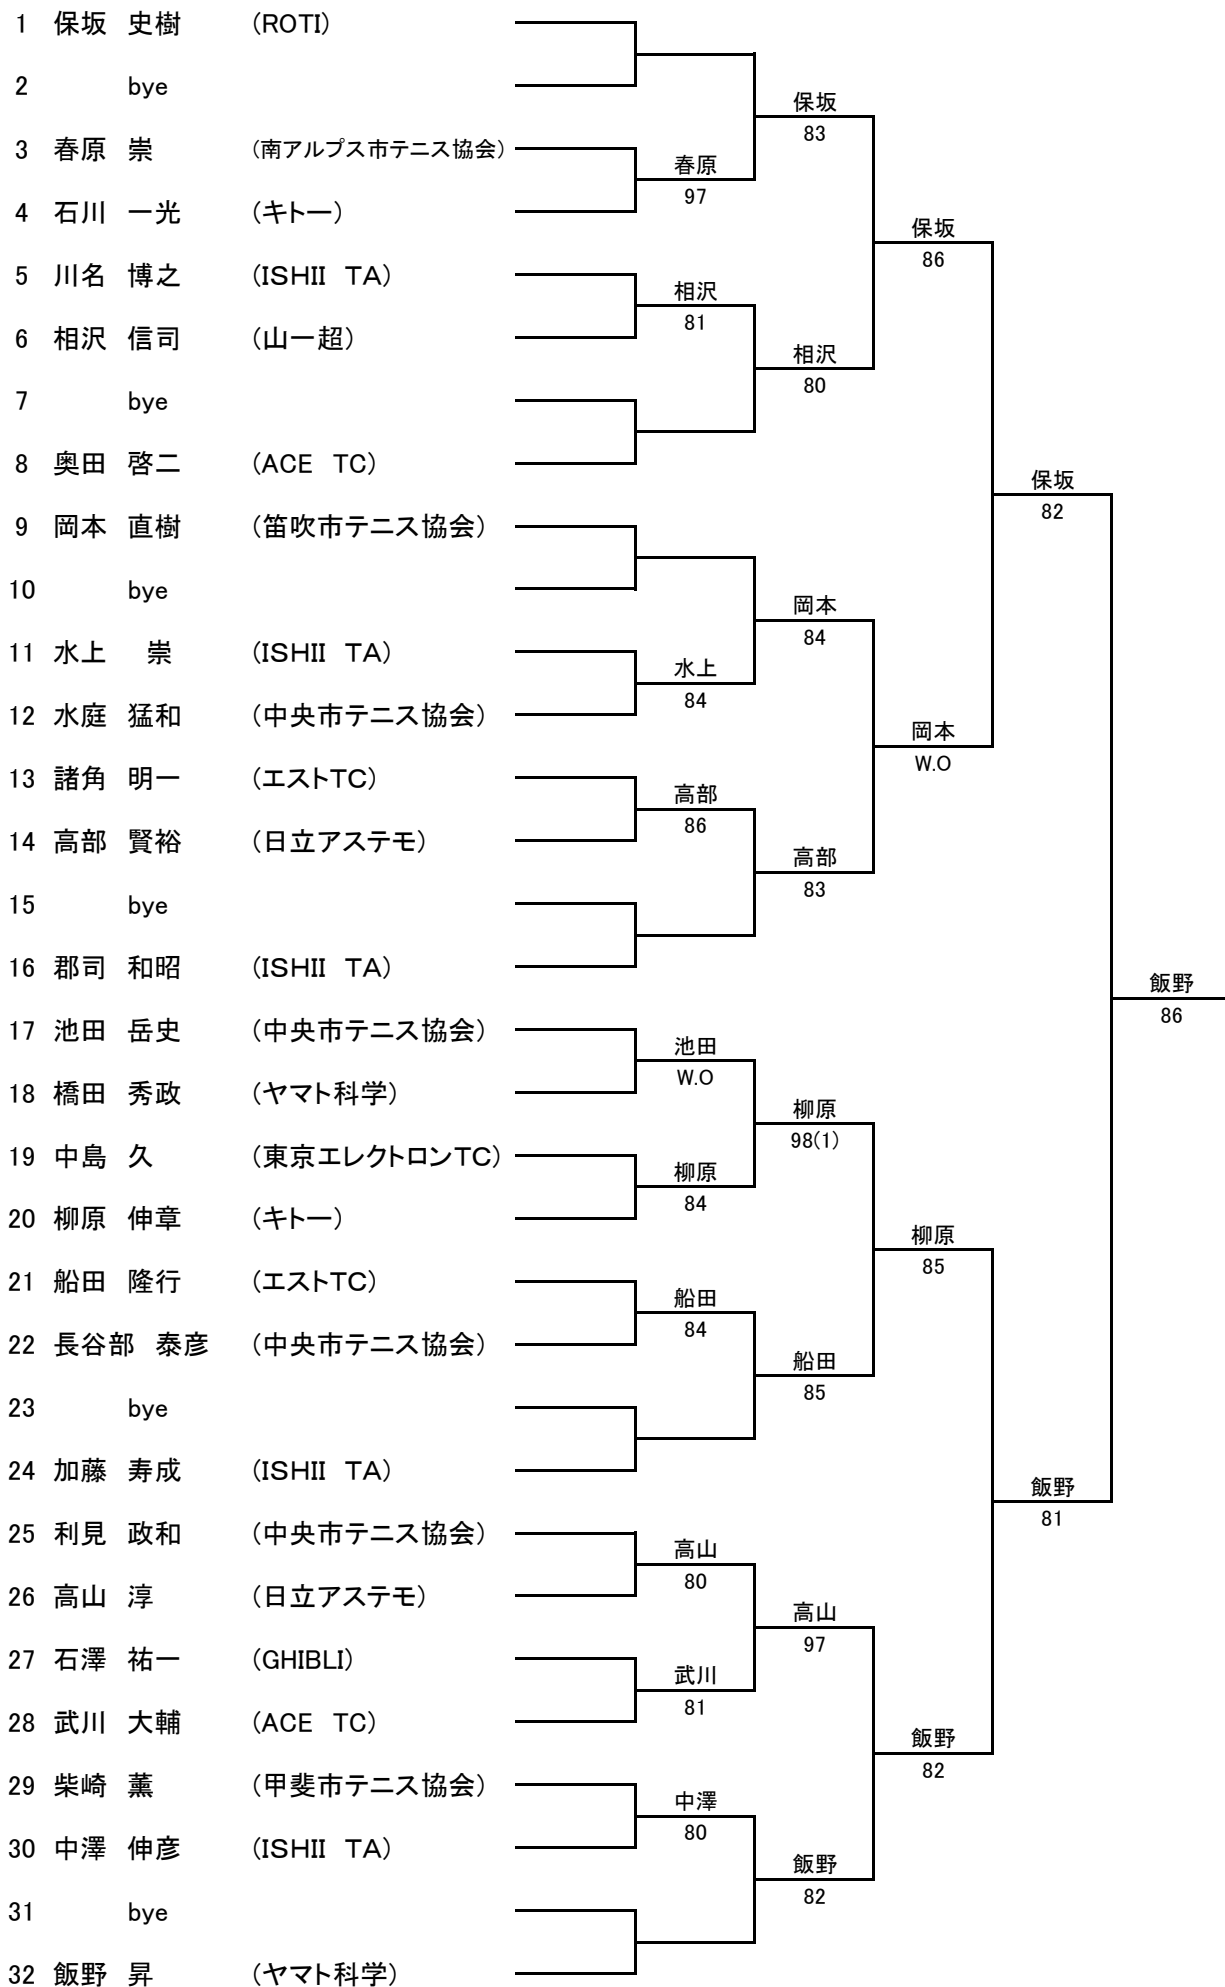 1 保坂 史樹 (ROTI)
2 bye
保坂
83
3 春原 崇 (南アルプス市テニス協会)
春原
97
4 石川 一光 (キトー)
保坂
86
5 川名 博之 (ISHII TA)
相沢
81
6 相沢 信司 (山一超)
相沢
80
7 bye
8 奥田 啓二 (ACE TC)
保坂
82
9 岡本 直樹 (笛吹市テニス協会)
10 bye
岡本
84
11 水上 崇 (ISHII TA)
水上
84
12 水庭 猛和 (中央市テニス協会)
岡本
W.O
13 諸角 明一 (エストTC)
高部
86
14 高部 賢裕 (日立アステモ)
高部
83
15 bye
16 郡司 和昭 (ISHII TA)
飯野
86
17 池田 岳史 (中央市テニス協会)
池田
W.O
18 橋田 秀政 (ヤマト科学)
柳原
98(1)
19 中島 久 (東京エレクトロンTC)
柳原
84
20 柳原 伸章 (キトー)
柳原
85
21 船田 隆行 (エストTC)
船田
84
22 長谷部 泰彦 (中央市テニス協会)
船田
85
23 bye
24 加藤 寿成 (ISHII TA)
飯野
81
25 利見 政和 (中央市テニス協会)
高山
80
26 高山 淳 (日立アステモ)
高山
97
27 石澤 祐一 (GHIBLI)
武川
81
28 武川 大輔 (ACE TC)
飯野
82
29 柴崎 薫 (甲斐市テニス協会)
中澤
80
30 中澤 伸彦 (ISHII TA)
飯野
82
31 bye
32 飯野 昇 (ヤマト科学)